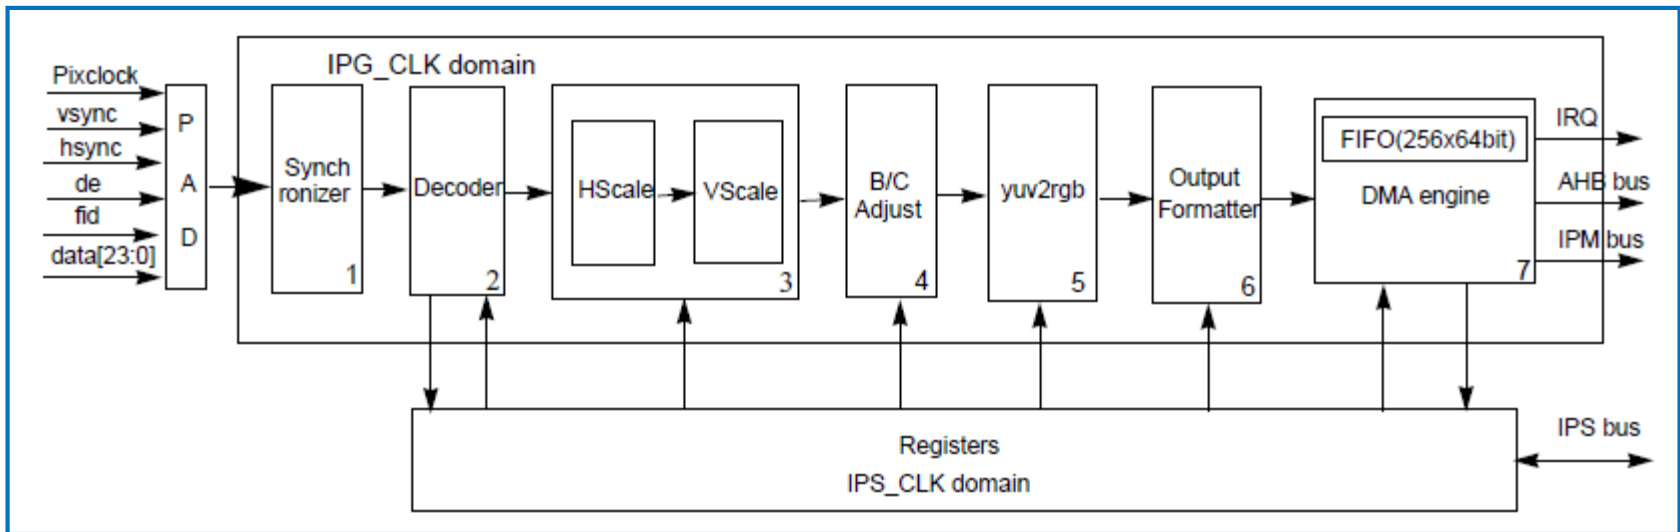 IPG_CLK domain
Pixclock
vsync
hsync
de
fid
data[23:0]
P
A
D
Synch
ronizer
1
Decoder
2
HScale
VScale
3
B/C
Adjust
4
yuv2rgb
5
Output
Formatter
6
FIFO(256x64bit)
DMA engine
7
IRQ
AHB bus
IPM bus
Registers
IPS_CLK domain
IPS bus